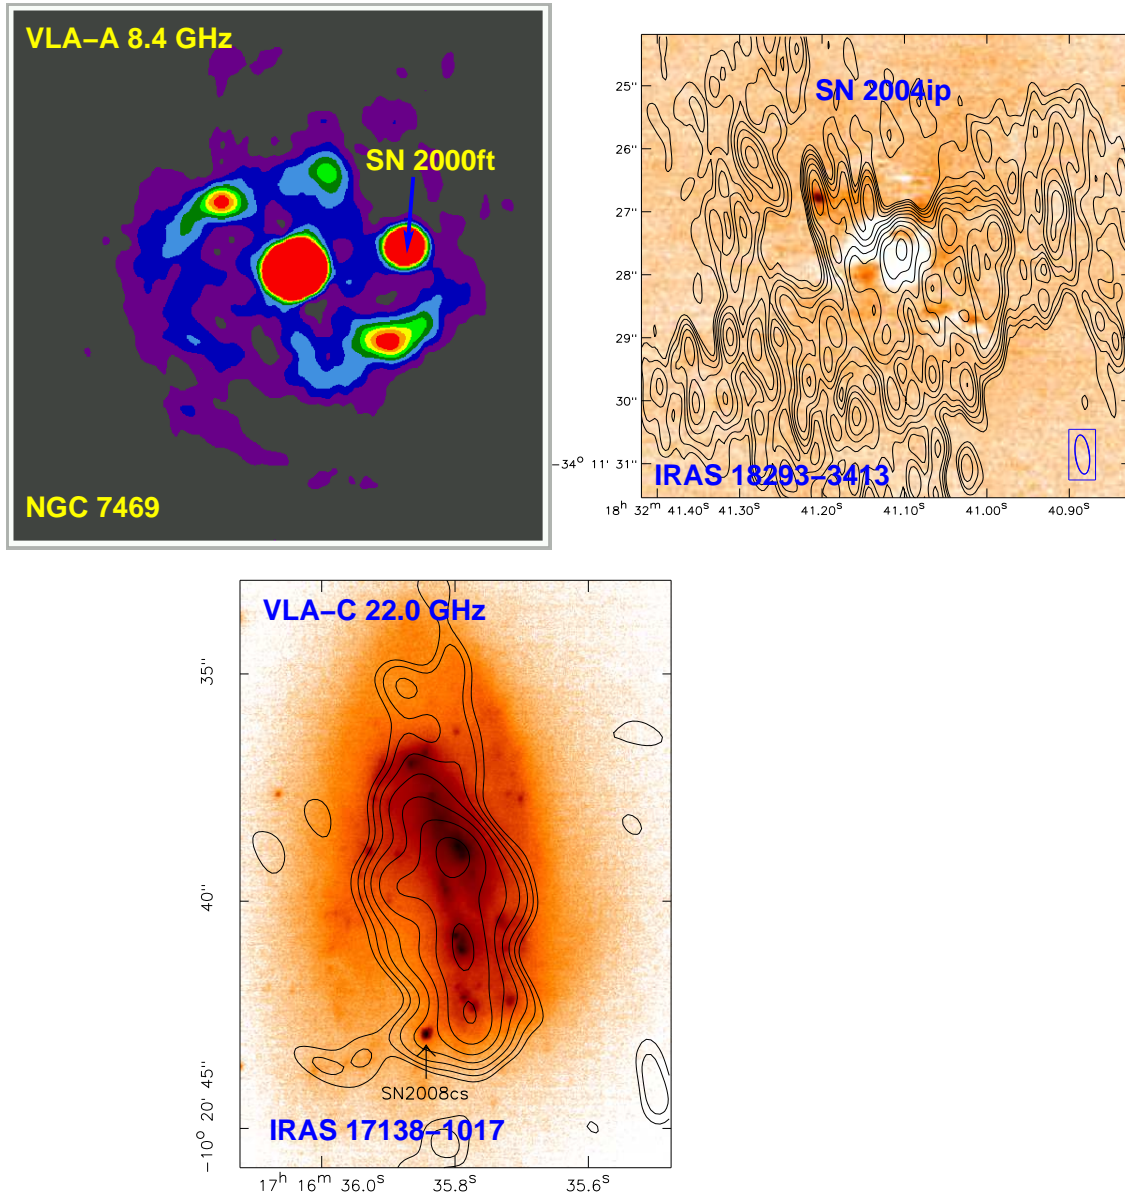 VLA−A 8.4 GHz
SN 2000ft
NGC 7469
SN 2004ip
25''
26''
27''
28''
29''
30''
−34° 11' 31''
IRAS 18293−3413
18ʰ 32ᵐ 41.40ˢ 41.30ˢ 41.20ˢ 41.10ˢ 41.00ˢ 40.90ˢ
VLA−C 22.0 GHz
35''
40''
−10° 20' 45''
SN2008cs
IRAS 17138−1017
17ʰ 16ᵐ 36.0ˢ 35.8ˢ 35.6ˢ